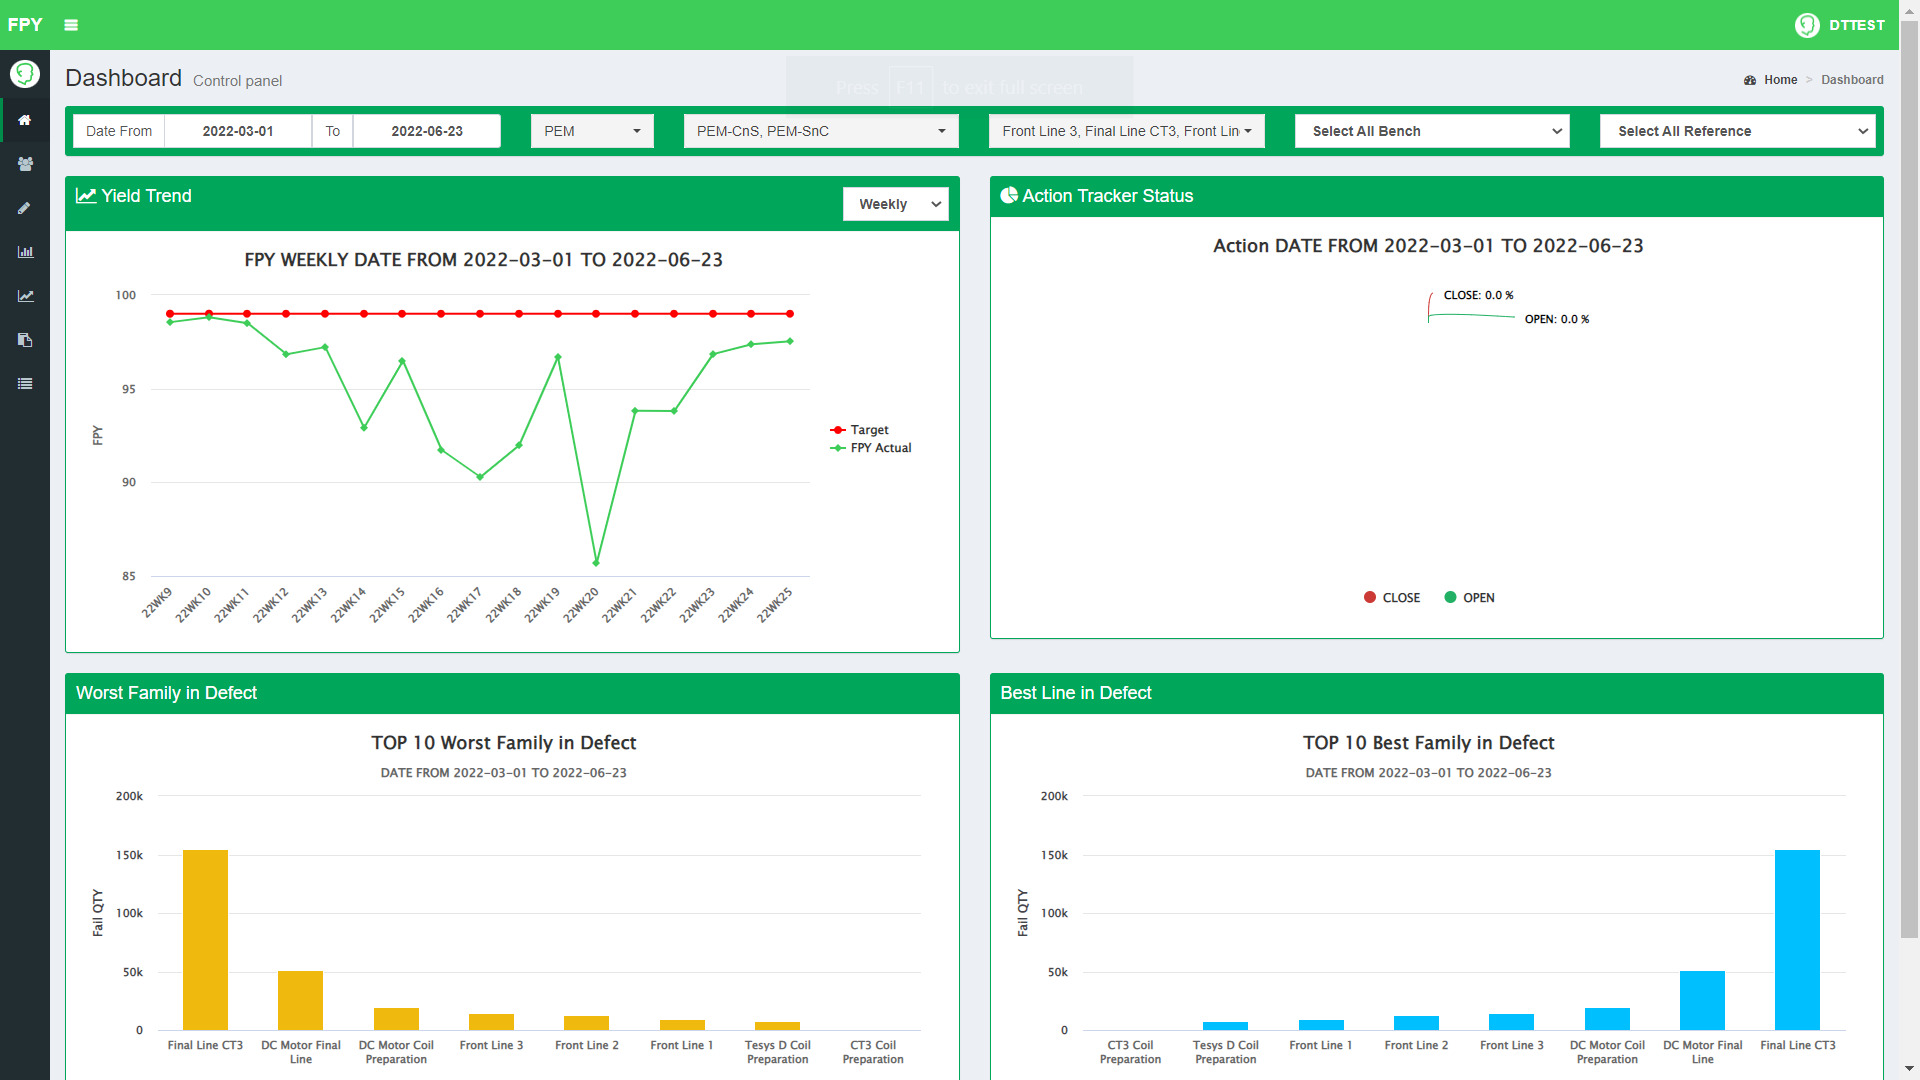 FPY
DTTEST
Dashboard Control panel
Press F11 to exit full screen
Home > Dashboard
Date From 2022-03-01 To 2022-06-23 PEM PEM-CnS, PEM-SnC Front Line 3, Final Line CT3, Front Lin Select All Bench Select All Reference
Yield Trend
Weekly
FPY WEEKLY DATE FROM 2022-03-01 TO 2022-06-23
100
95
90
85
FPY
22WK9 22WK10 22WK11 22WK12 22WK13 22WK14 22WK15 22WK16 22WK17 22WK18 22WK19 22WK20 22WK21 22WK22 22WK23 22WK24 22WK25
Target
FPY Actual
Action Tracker Status
Action DATE FROM 2022-03-01 TO 2022-06-23
CLOSE: 0.0 %
OPEN: 0.0 %
CLOSE OPEN
Worst Family in Defect
TOP 10 Worst Family in Defect
DATE FROM 2022-03-01 TO 2022-06-23
200k
150k
100k
50k
0
Fail QTY
Final Line CT3
DC Motor Final
Line
DC Motor Coil
Preparation
Front Line 3
Front Line 2
Front Line 1
Tesys D Coil
Preparation
CT3 Coil
Preparation
Best Line in Defect
TOP 10 Best Family in Defect
DATE FROM 2022-03-01 TO 2022-06-23
200k
150k
100k
50k
0
Fail QTY
CT3 Coil
Preparation
Tesys D Coil
Preparation
Front Line 1
Front Line 2
Front Line 3
DC Motor Coil
Preparation
DC Motor Final
Line
Final Line CT3